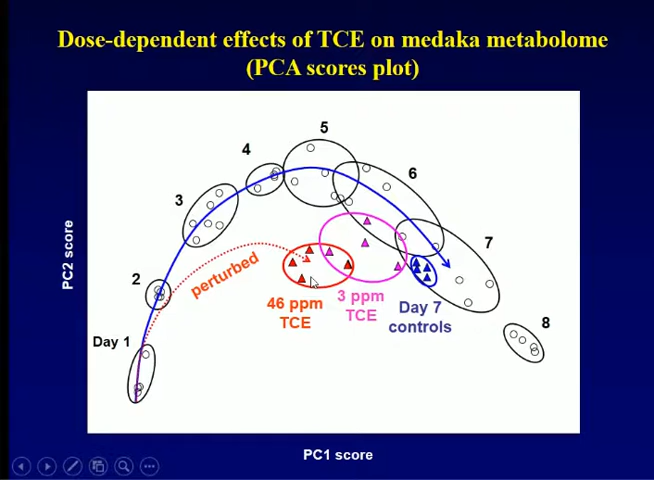 Dose-dependent effects of TCE on medaka metabolome
(PCA scores plot)
5
4
6
3
7
2
perturbed
46 ppm
TCE
3 ppm
TCE
Day 7
controls
8
Day 1
PC2 score
PC1 score